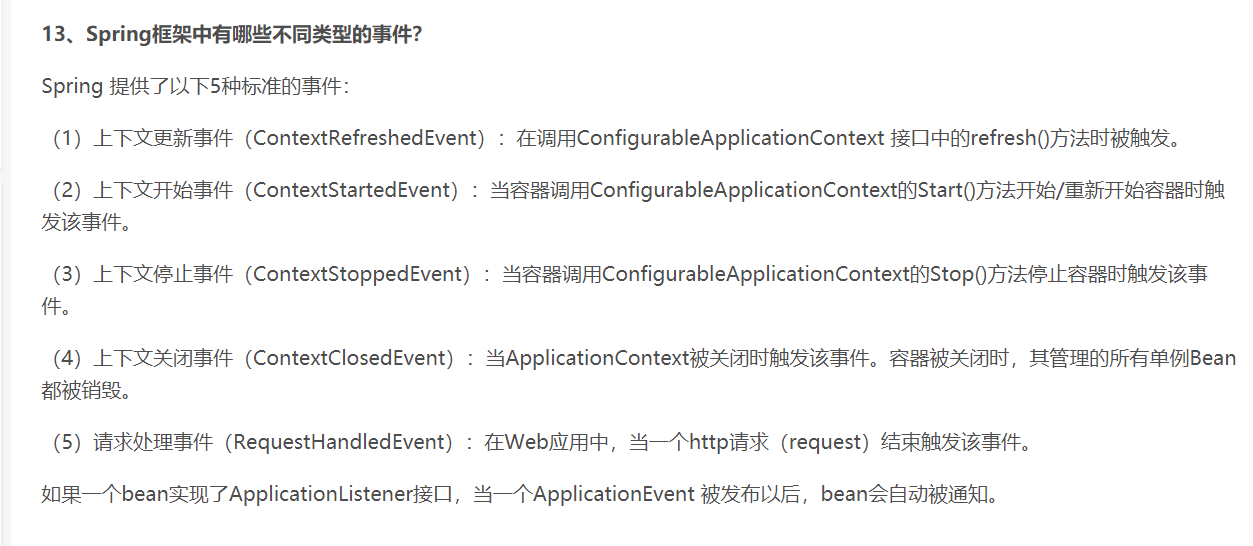 13、Spring框架中有哪些不同类型的事件？
Spring 提供了以下5种标准的事件：
（1）上下文更新事件（ContextRefreshedEvent）：在调用ConfigurableApplicationContext 接口中的refresh()方法时被触发。
（2）上下文开始事件（ContextStartedEvent）：当容器调用ConfigurableApplicationContext的Start()方法开始/重新开始容器时触
发该事件。
（3）上下文停止事件（ContextStoppedEvent）：当容器调用ConfigurableApplicationContext的Stop()方法停止容器时触发该事
件。
（4）上下文关闭事件（ContextClosedEvent）：当ApplicationContext被关闭时触发该事件。容器被关闭时，其管理的所有单例Bean
都被销毁。
（5）请求处理事件（RequestHandledEvent）：在Web应用中，当一个http请求（request）结束触发该事件。
如果一个bean实现了ApplicationListener接口，当一个ApplicationEvent 被发布以后，bean会自动被通知。